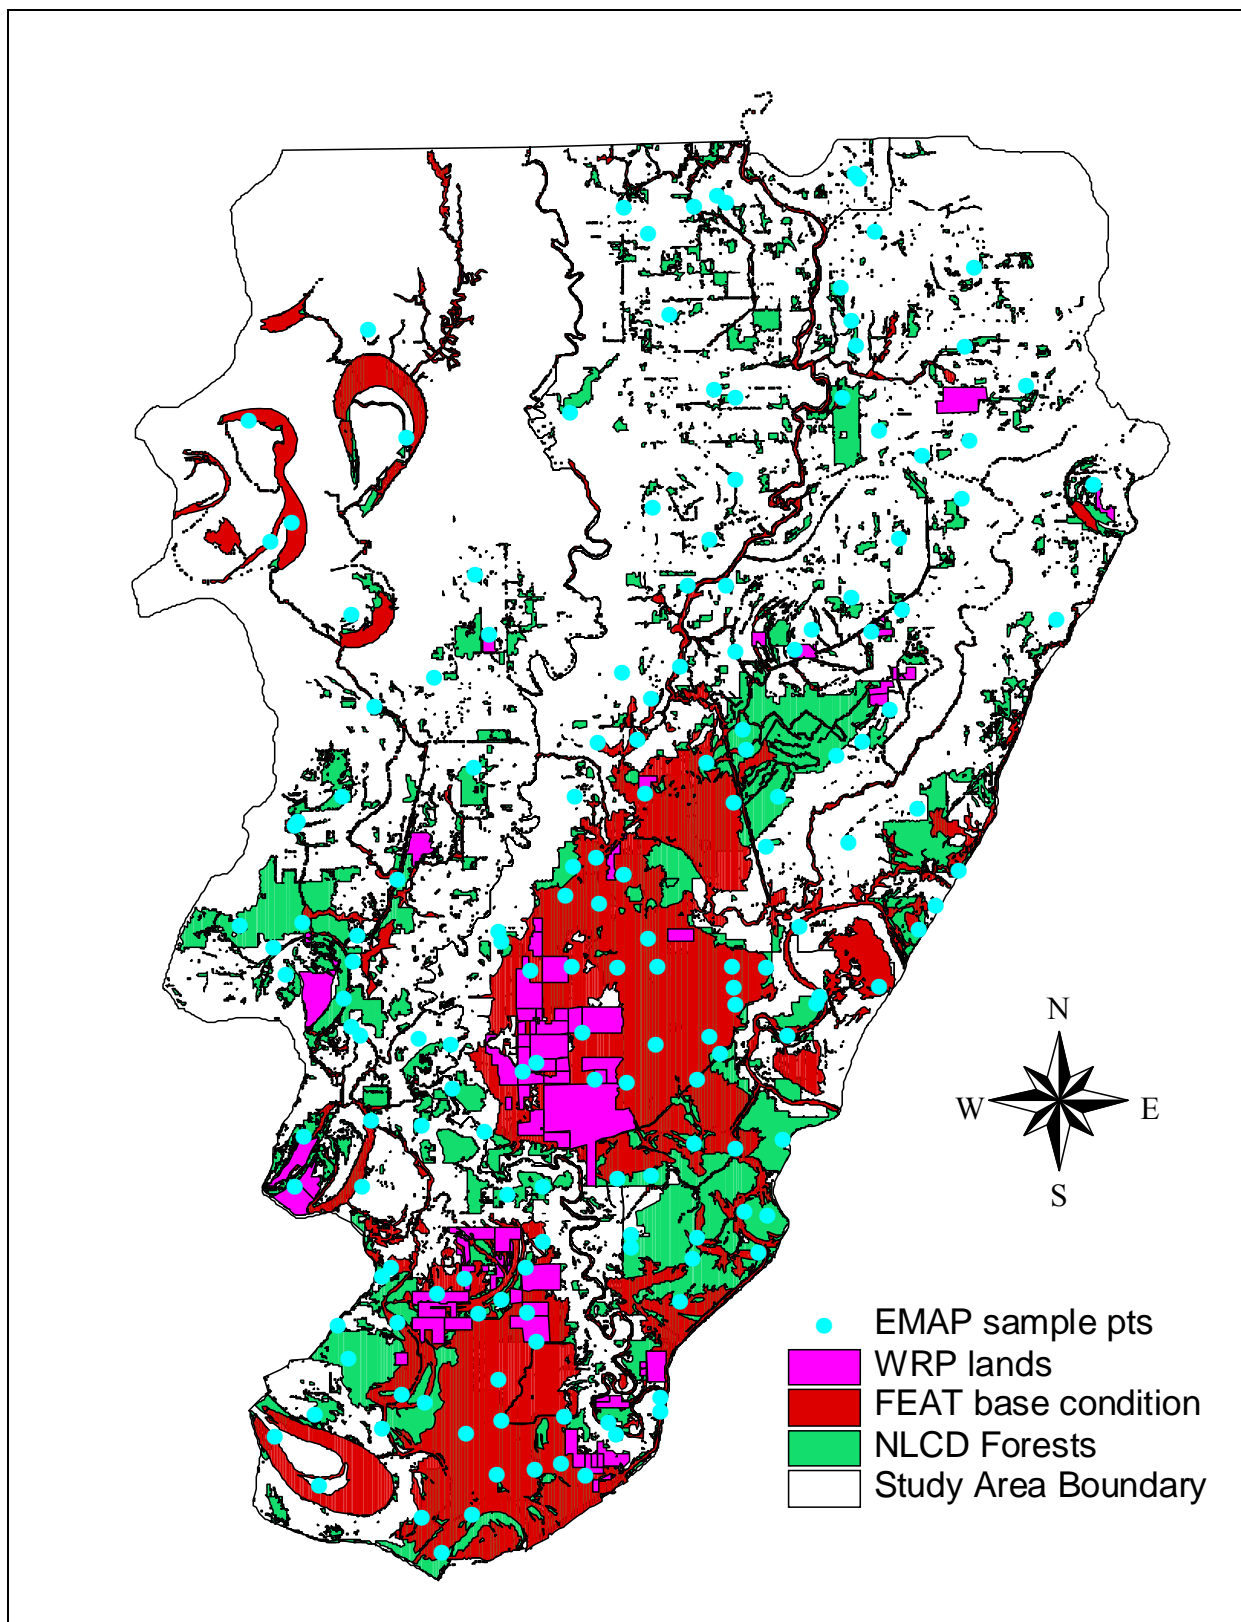 N
W
E
S
EMAP sample pts
WRP lands
FEAT base condition
NLCD Forests
Study Area Boundary